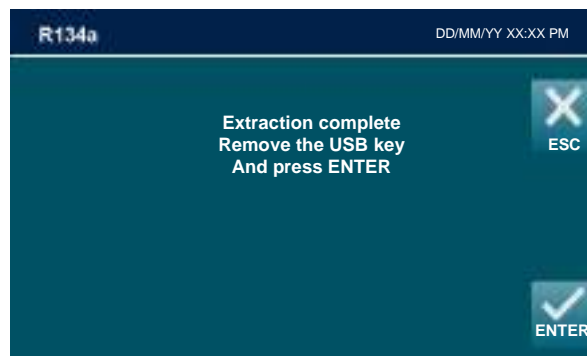 R134a
DD/MM/YY XX:XX PM
Extraction complete
Remove the USB key
And press ENTER
ESC
ENTER